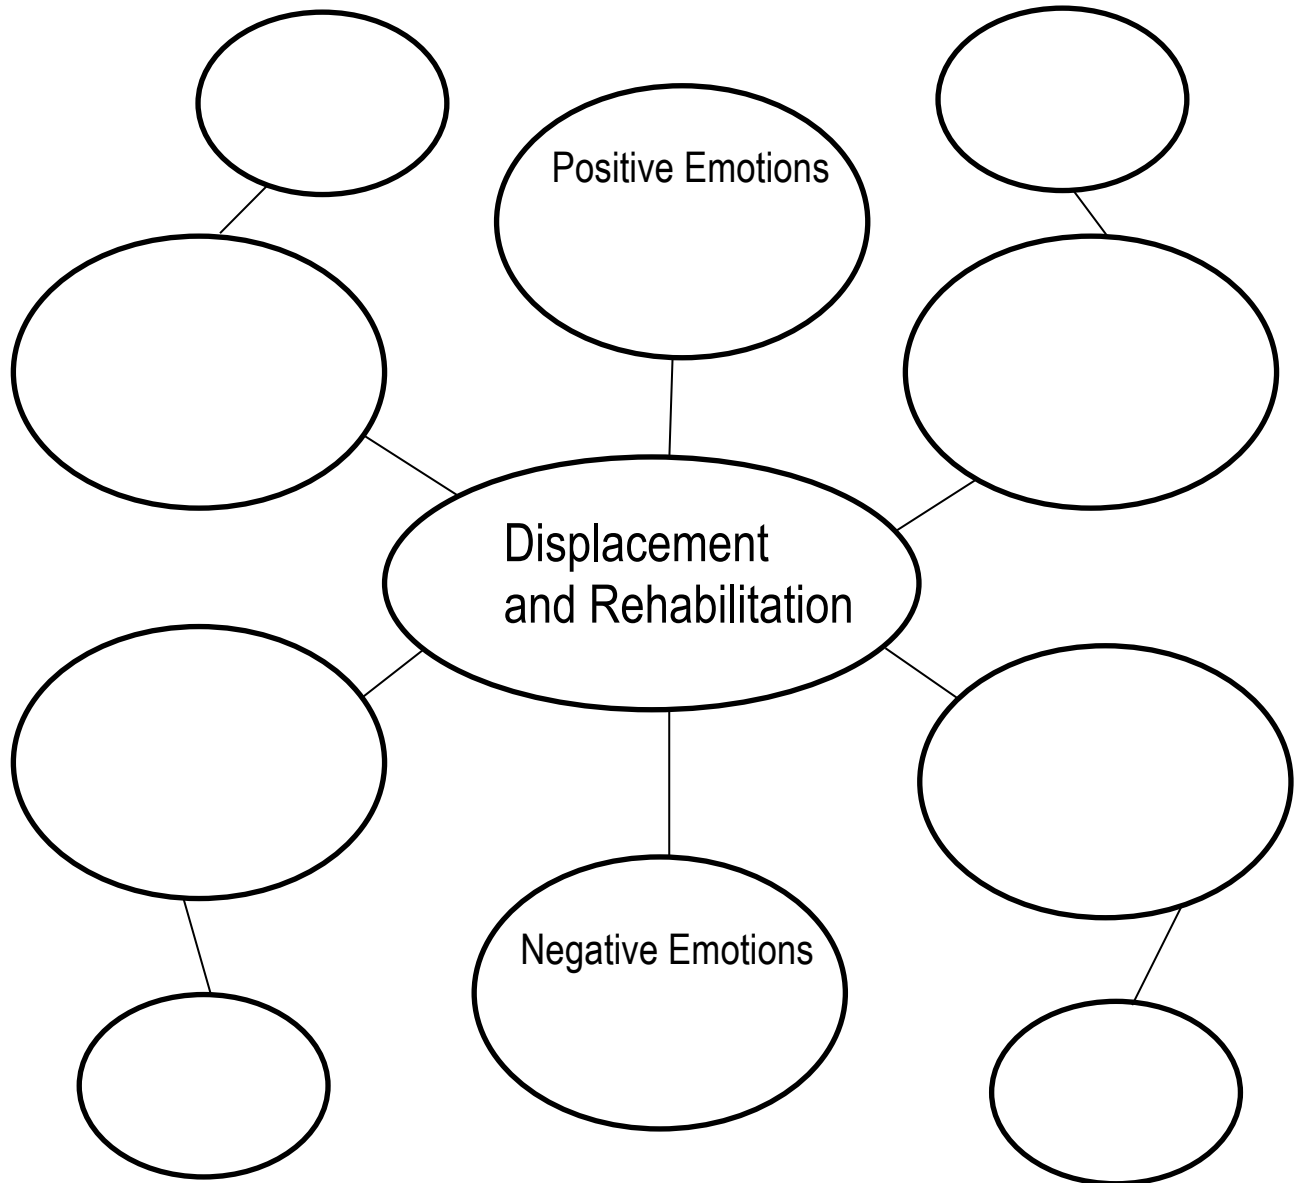 Positive Emotions
Displacement
and Rehabilitation
Negative Emotions